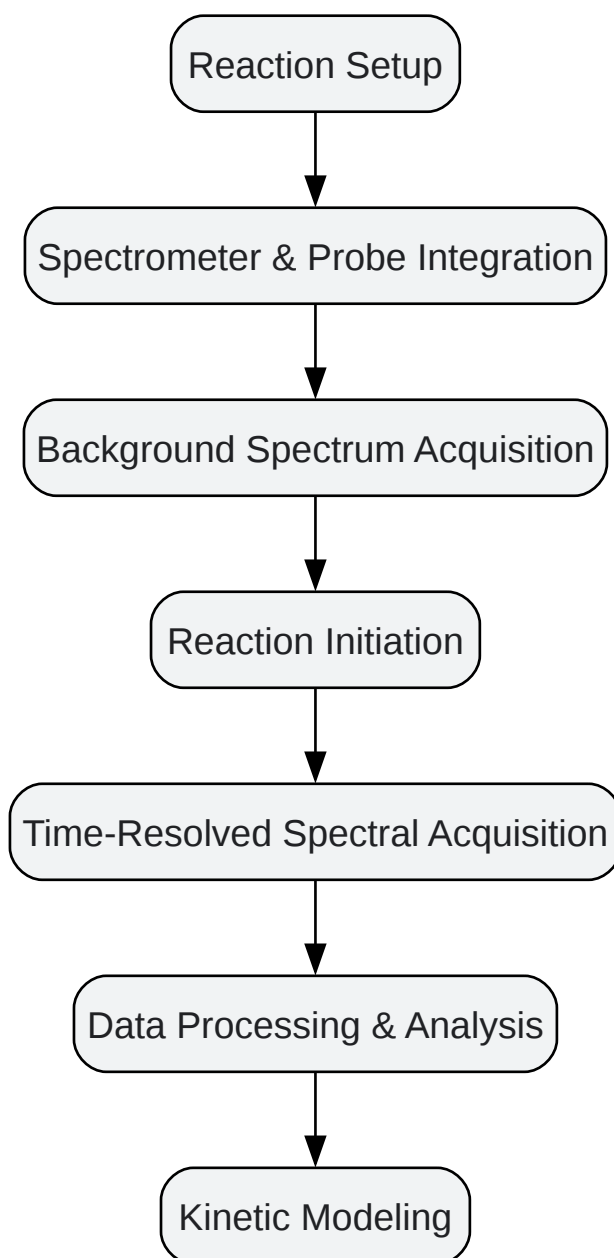 Reaction Setup
Spectrometer & Probe Integration
Background Spectrum Acquisition
Reaction Initiation
Time-Resolved Spectral Acquisition
Data Processing & Analysis
Kinetic Modeling